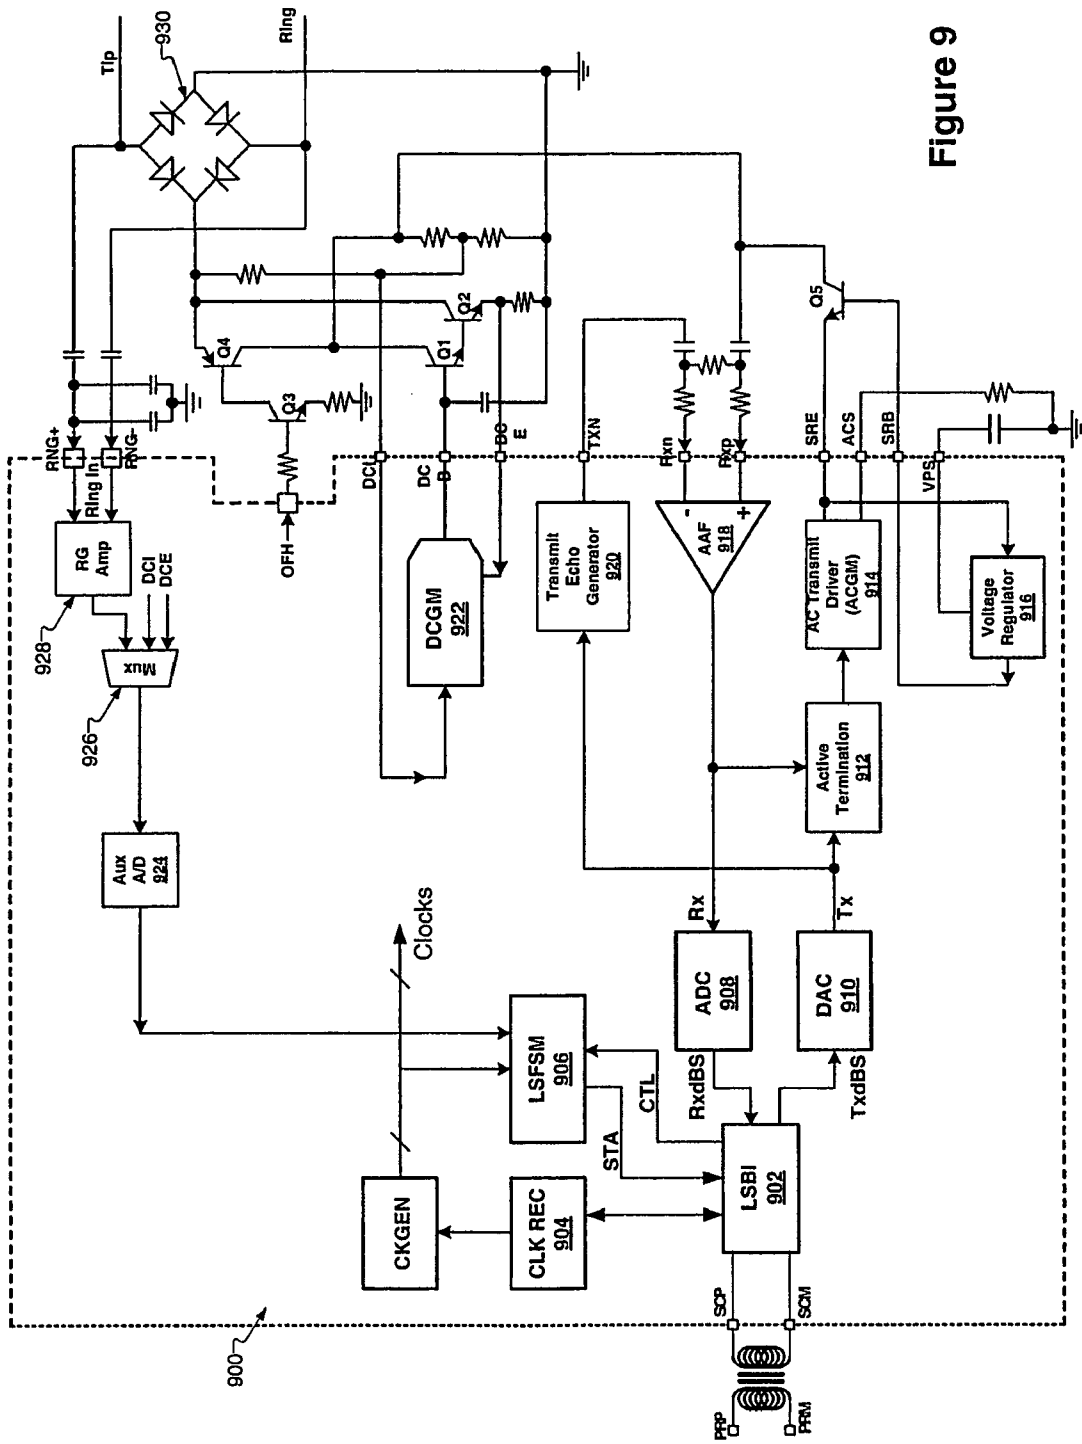 Figure 9
900
PRP
PRM
SCP
SCM
LSBI
902
CLK REC
904
CKGEN
Clocks
LSFSM
906
STA
CTL
RxdBS
TxdBS
ADC
908
DAC
910
Rx
Tx
Aux
A/D
924
926
Mux
DCI
DCE
928
RG
Amp
Ring In
RNG+
RNG-
OFH
DCI
DC
B
DC
E
DCGM
922
TXN
Transmit
Echo
Generator
920
Rxn
Rxp
AAF
918
-
+
Active
Termination
912
AC Transmit
Driver
(ACGM)
914
Voltage
Regulator
916
SRE
ACS
SRB
VPS
Q1
Q2
Q3
Q4
Q5
Tip
Ring
930